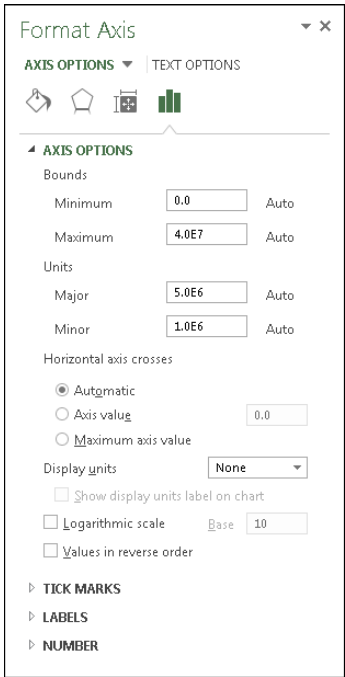 Format Axis
AXIS OPTIONS TEXT OPTIONS
AXIS OPTIONS
Bounds
Minimum 0.0 Auto
Maximum 4.0E7 Auto
Units
Major 5.0E6 Auto
Minor 1.0E6 Auto
Horizontal axis crosses
Automatic
Axis value 0.0
Maximum axis value
Display units None
Show display units label on chart
Logarithmic scale Base 10
Values in reverse order
TICK MARKS
LABELS
NUMBER